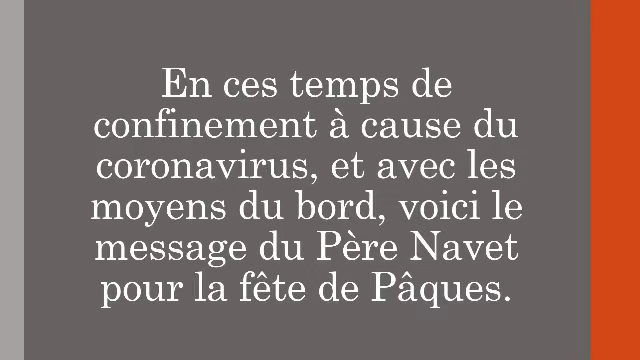 En ces temps de
confinement à cause du
coronavirus, et avec les
moyens du bord, voici le
message du Père Navet
pour la fête de Pâques.